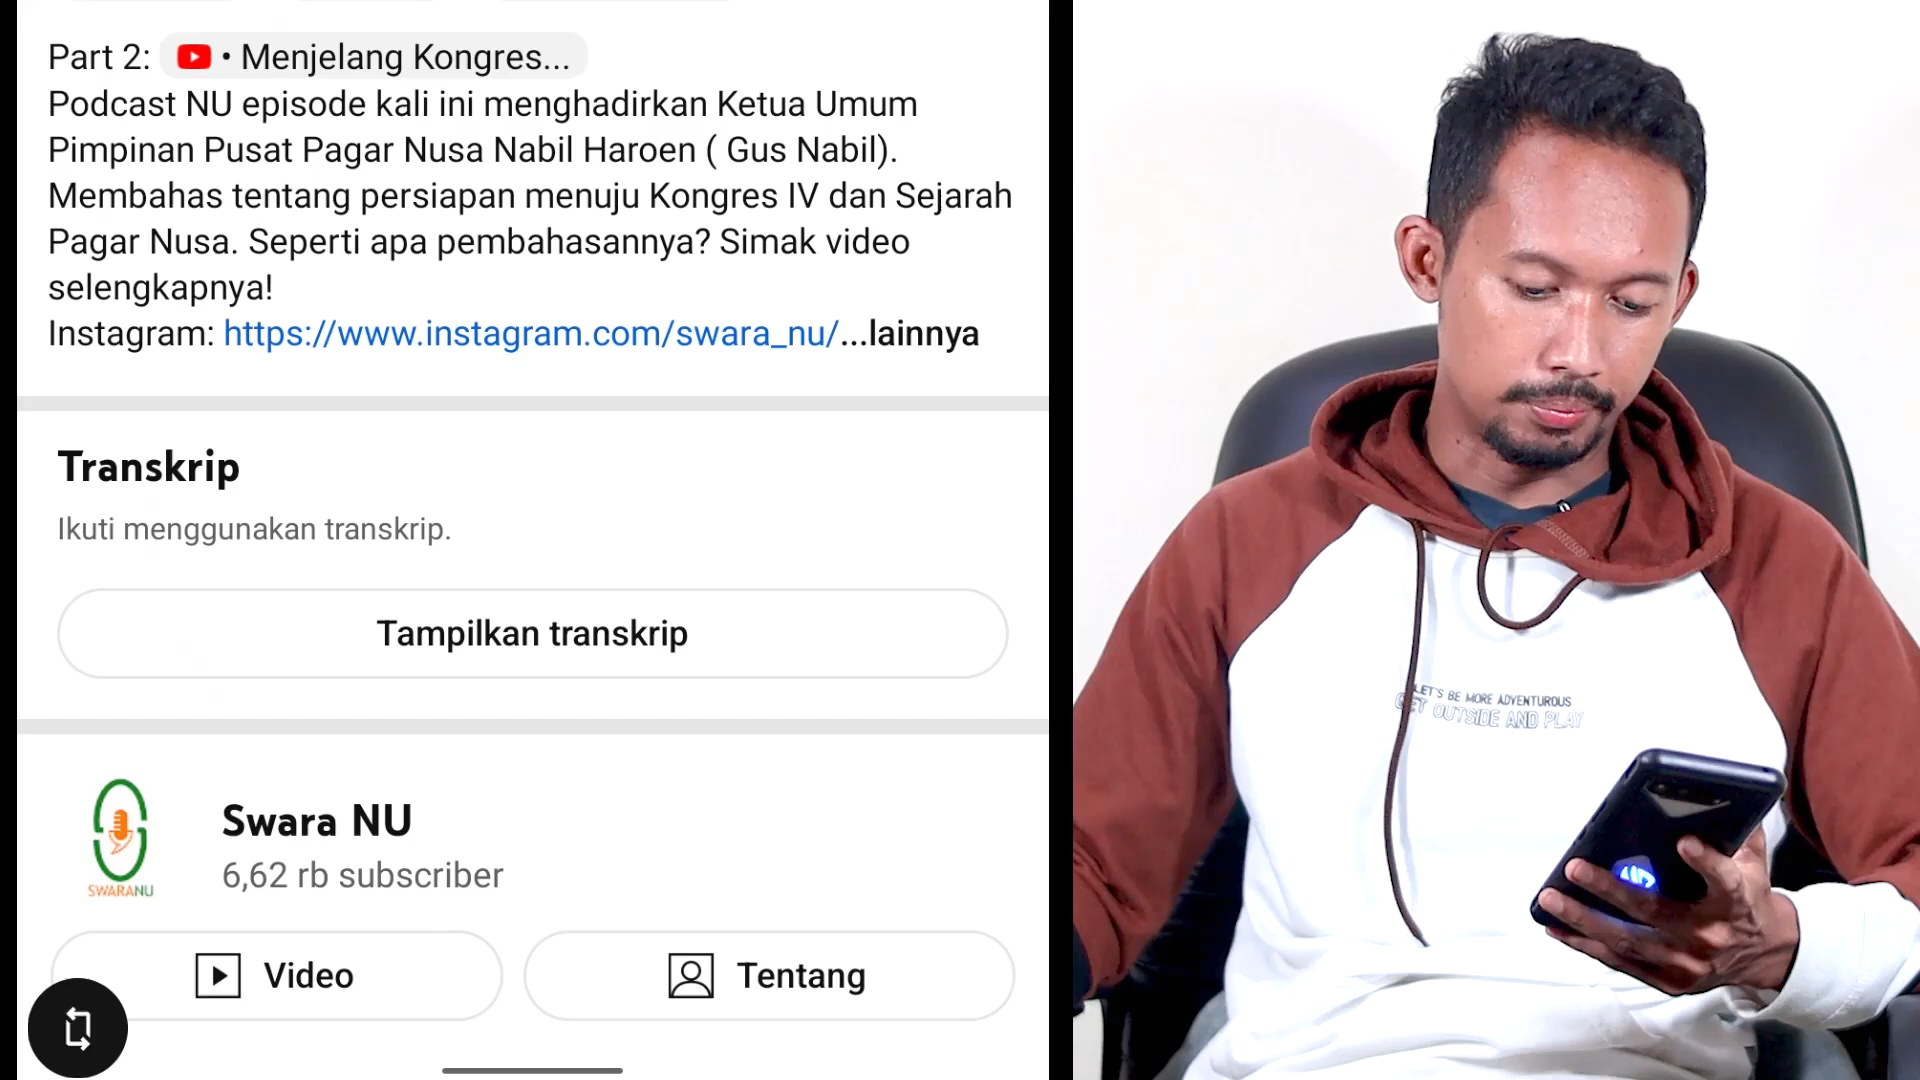 Part 2: • Menjelang Kongres...
Podcast NU episode kali ini menghadirkan Ketua Umum
Pimpinan Pusat Pagar Nusa Nabil Haroen ( Gus Nabil).
Membahas tentang persiapan menuju Kongres IV dan Sejarah
Pagar Nusa. Seperti apa pembahasannya? Simak video
selengkapnya!
Instagram: https://www.instagram.com/swara_nu/...lainnya
Transkrip
Ikuti menggunakan transkrip.
Tampilkan transkrip
SWARANU
Swara NU
6,62 rb subscriber
Video
Tentang
LET'S BE MORE ADVENTUROUS
GET OUTSIDE AND PLAY